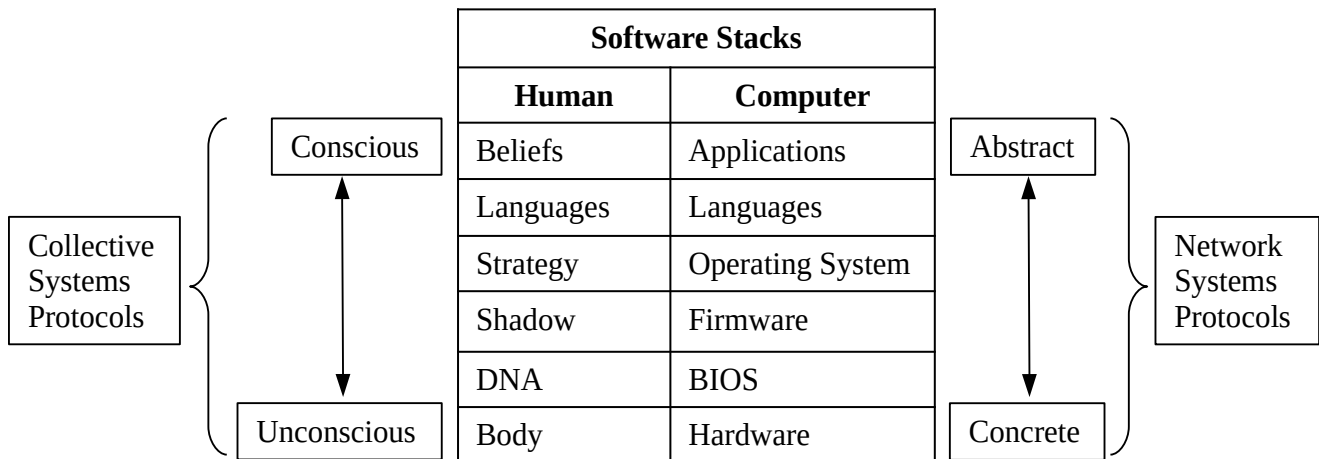 Software Stacks
Human Computer
Conscious Beliefs Applications Abstract
Languages Languages
Collective
Systems
Protocols
Strategy Operating System
Network
Systems
Protocols
Shadow Firmware
DNA BIOS
Unconscious Body Hardware Concrete